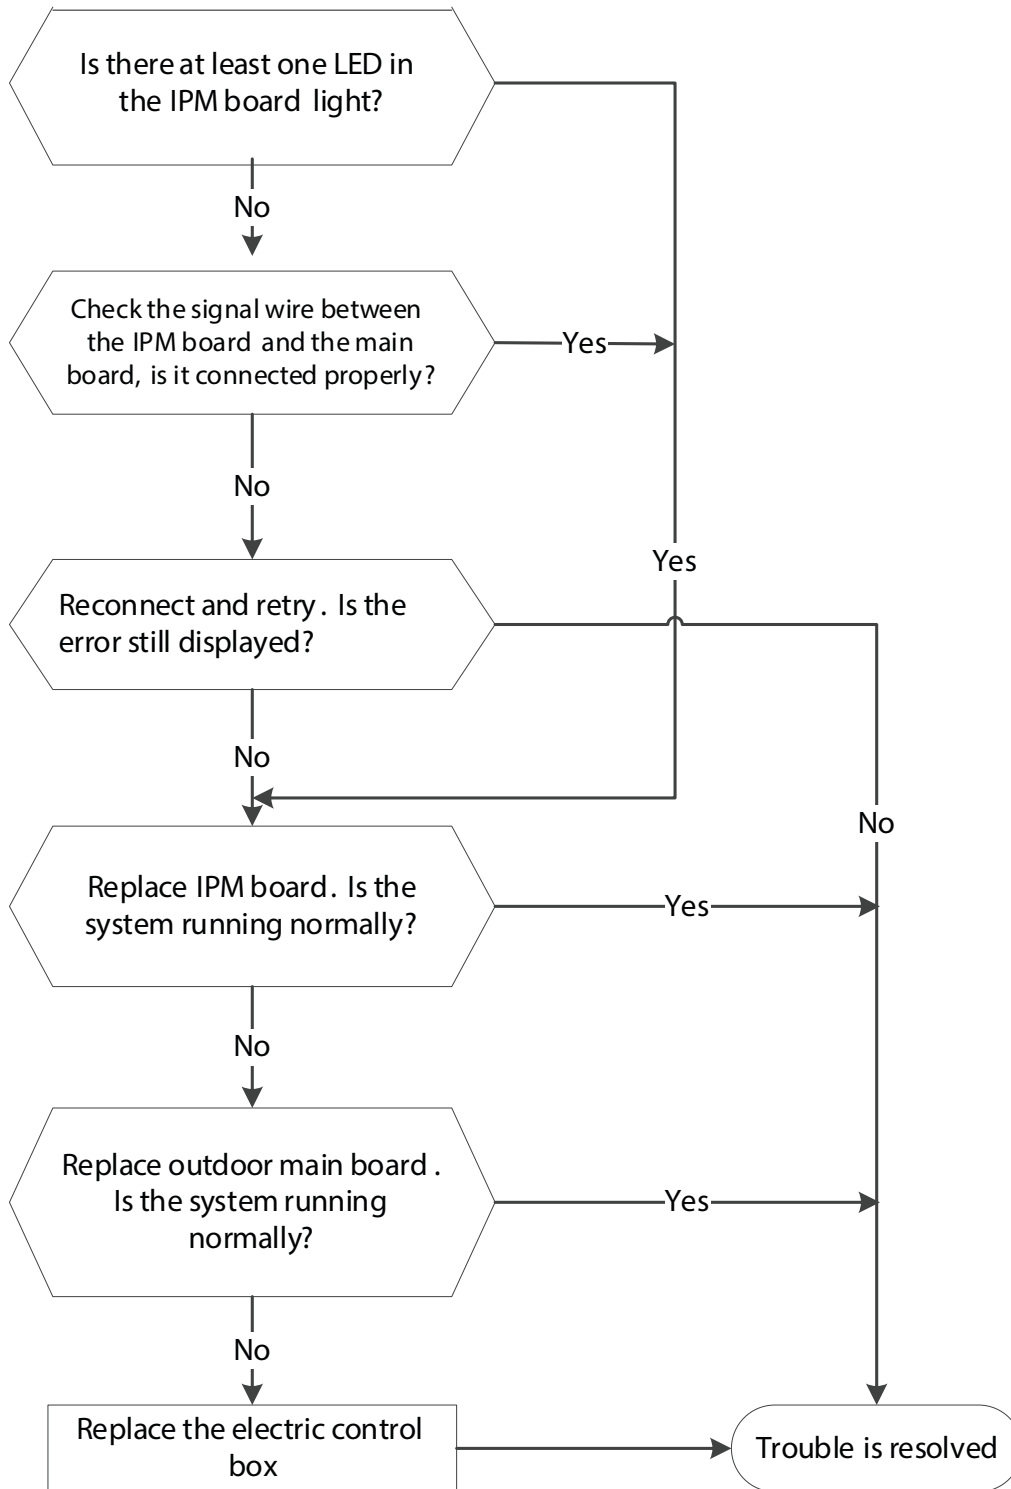 Is there at least one LED in
the IPM board light?
No
Check the signal wire between
the IPM board and the main
board, is it connected properly?
Yes
No
Yes
Reconnect and retry. Is the
error still displayed?
No
No
Replace IPM board. Is the
system running normally?
Yes
No
Replace outdoor main board.
Is the system running
normally?
Yes
No
Replace the electric control
box
Trouble is resolved